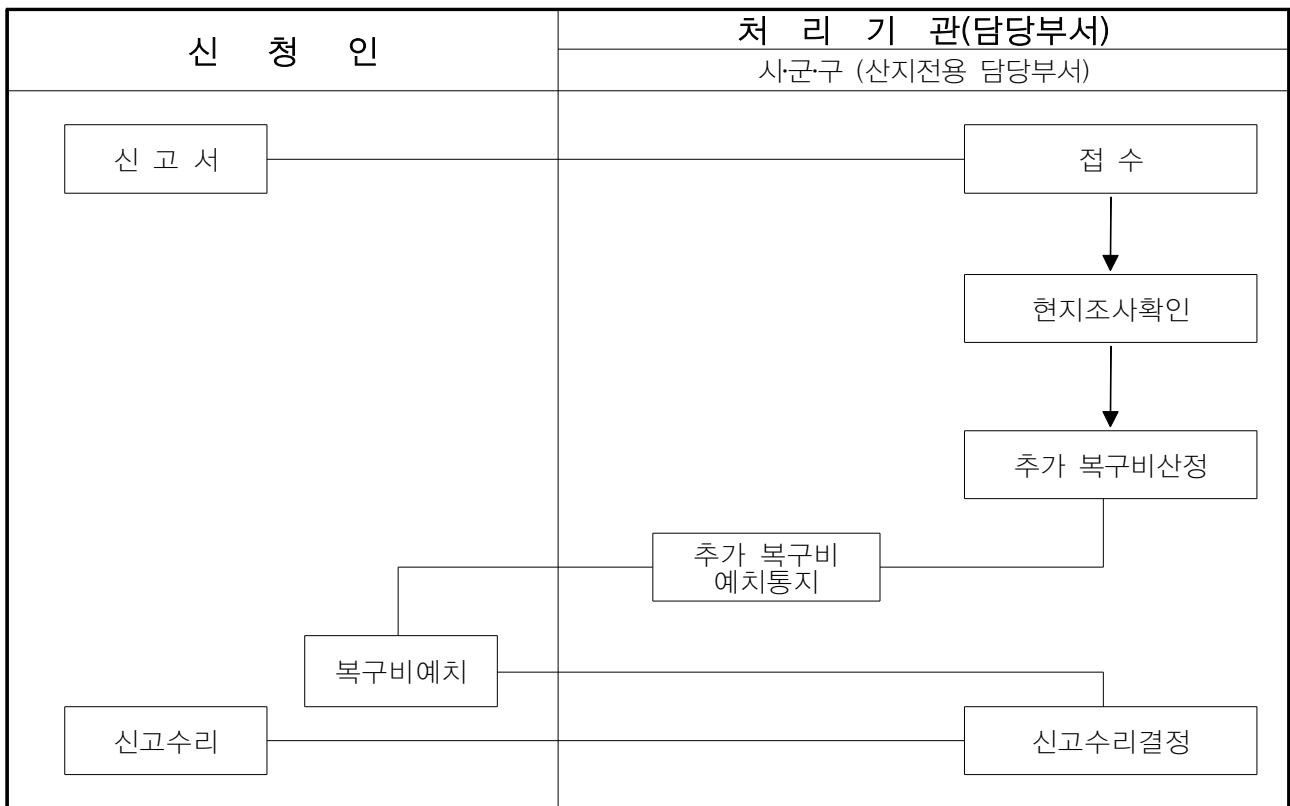 신 청 인
처 리 기 관(담당부서)
시·군·구 (산지전용 담당부서)
신 고 서
접 수
현지조사확인
추가 복구비산정
추가 복구비
예치통지
복구비예치
신고수리
신고수리결정